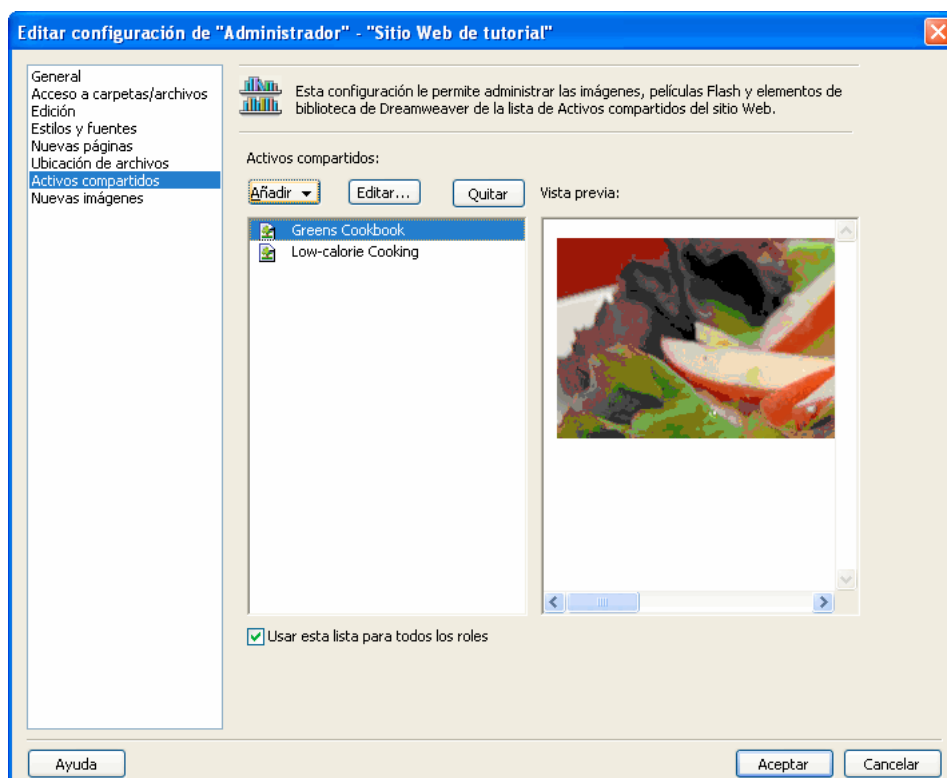 Editar configuración de "Administrador" - "Sitio Web de tutorial"
General
Acceso a carpetas/archivos
Edición
Estilos y fuentes
Nuevas páginas
Ubicación de archivos
Activos compartidos
Nuevas imágenes
Esta configuración le permite administrar las imágenes, películas Flash y elementos de
biblioteca de Dreamweaver de la lista de Activos compartidos del sitio Web.
Activos compartidos:
Añadir
Editar...
Quitar
Vista previa:
Greens Cookbook
Low-calorie Cooking
Usar esta lista para todos los roles
Ayuda
Aceptar
Cancelar